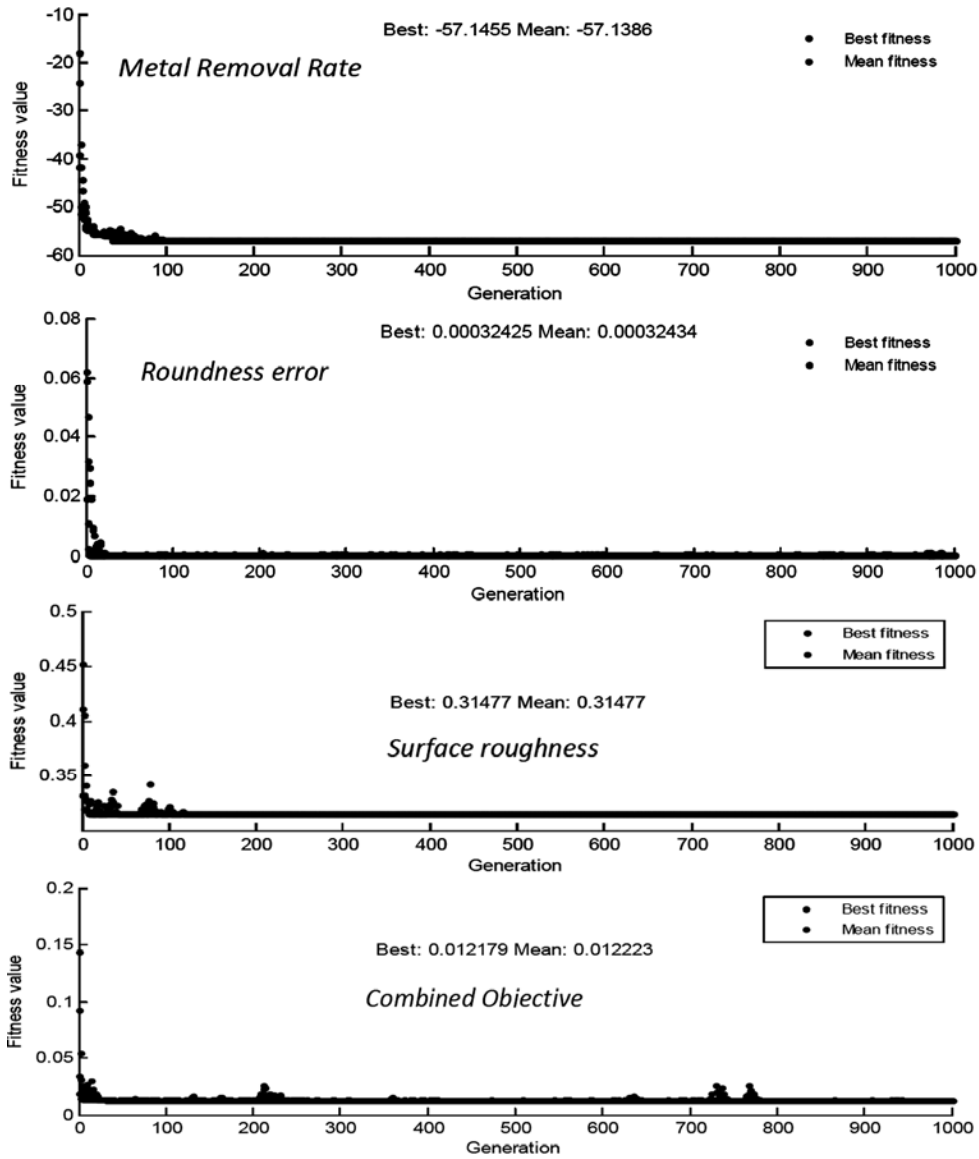 -10
Best: -57.1455 Mean: -57.1386
Best fitness
Mean fitness
Metal Removal Rate
-20
-30
-40
-50
-60
Fitness value
0 100 200 300 400 500 600 700 800 900 1000
Generation
0.08
Best: 0.00032425 Mean: 0.00032434
Best fitness
Mean fitness
Roundness error
0.06
0.04
0.02
0
Fitness value
0 100 200 300 400 500 600 700 800 900 1000
Generation
0.5
Best fitness
Mean fitness
0.45
Best: 0.31477 Mean: 0.31477
0.4
Surface roughness
0.35
Fitness value
0 100 200 300 400 500 600 700 800 900 1000
Generation
0.2
Best fitness
Mean fitness
0.15
Best: 0.012179 Mean: 0.012223
Combined Objective
0.1
0.05
0
Fitness value
0 100 200 300 400 500 600 700 800 900 1000
Generation